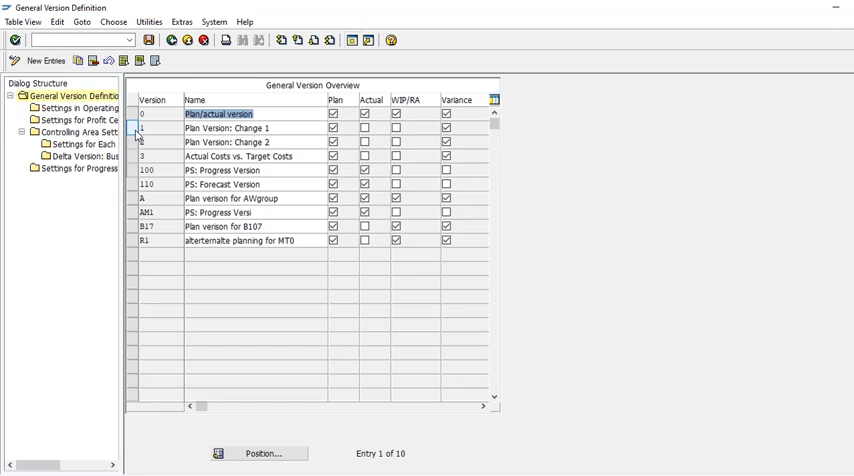 General Version Definition
Table View Edit Goto Choose Utilities Extras System Help
New Entries
Dialog Structure
General Version Definitio
Settings in Operating
Settings for Profit Ce
Controlling Area Sett
Settings for Each
Delta Version: Bus
Settings for Progress
General Version Overview
Version Name Plan Actual WIP/RA Variance
0 Plan/actual version
1 Plan Version: Change 1
2 Plan Version: Change 2
3 Actual Costs vs. Target Costs
100 PS: Progress Version
110 PS: Forecast Version
A Plan verison for AWgroup
AM1 PS: Progress Versi
B17 Plan verison for B107
R1 alterternalte planning for MT0
Position... Entry 1 of 10